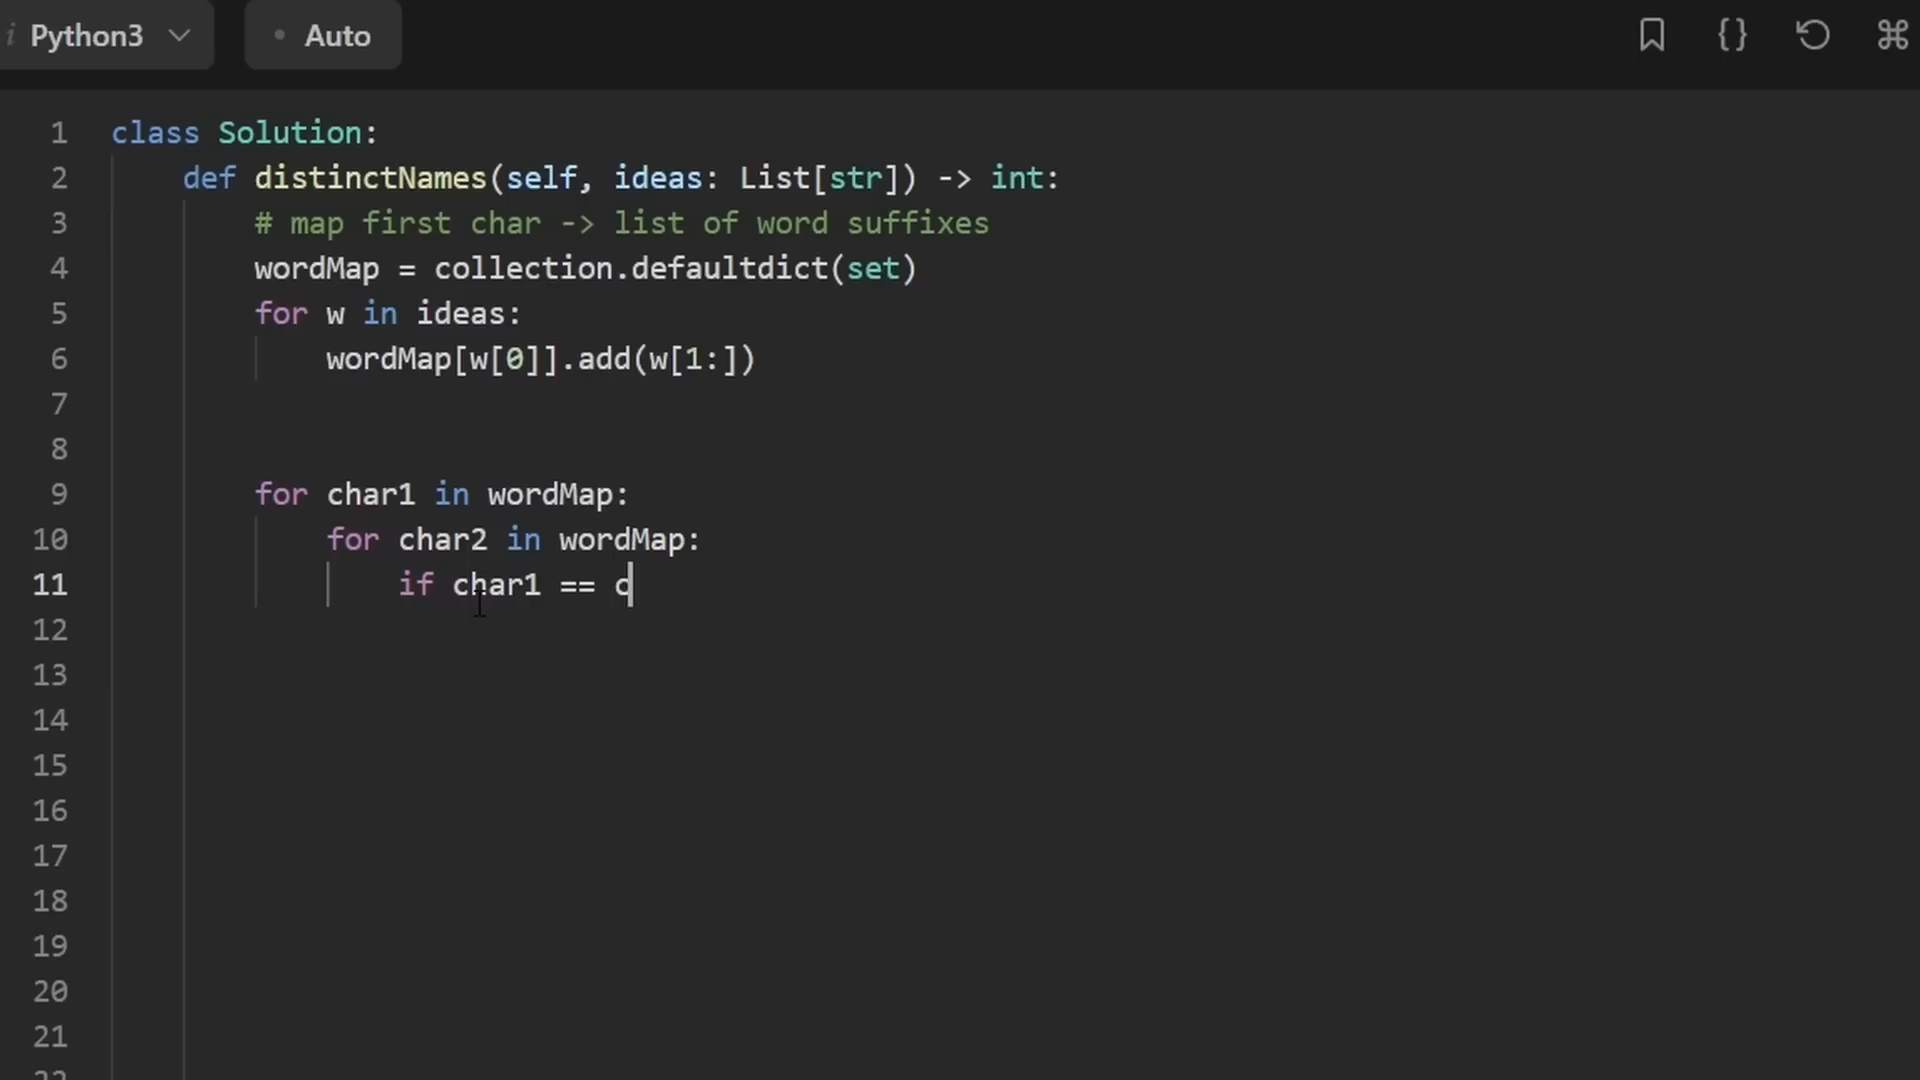 i Python3 Auto {}
1 class Solution:
2 def distinctNames(self, ideas: List[str]) -> int:
3 # map first char -> list of word suffixes
4 wordMap = collection.defaultdict(set)
5 for w in ideas:
6 wordMap[w[0]].add(w[1:])
7
8
9 for char1 in wordMap:
10 for char2 in wordMap:
11 if char1 == c
12
13
14
15
16
17
18
19
20
21
22